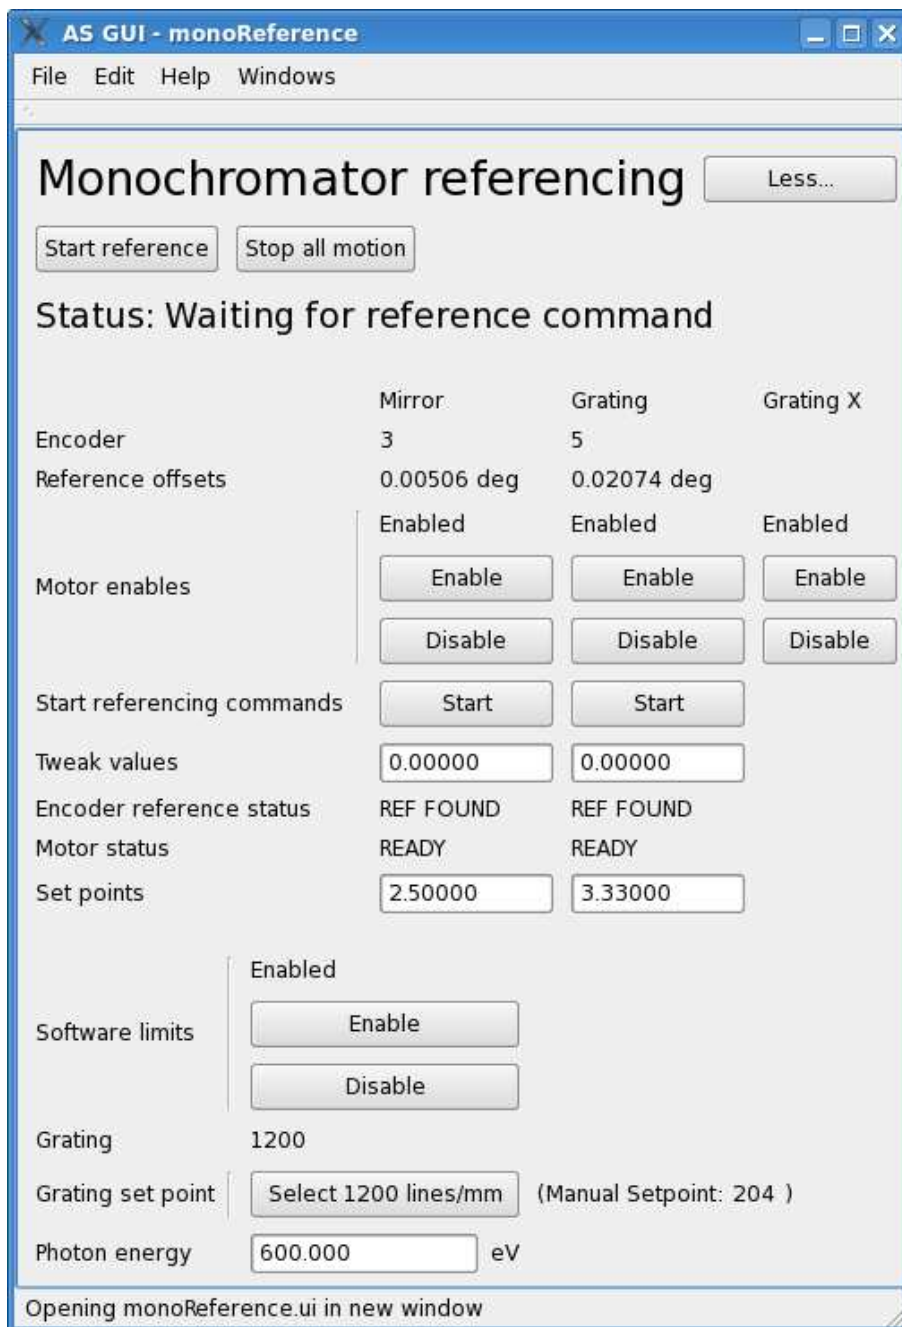 AS GUI - monoReference
File Edit Help Windows
Monochromator referencing Less...
Start reference Stop all motion
Status: Waiting for reference command
Mirror Grating Grating X
Encoder 3 5
Reference offsets 0.00506 deg 0.02074 deg
Enabled Enabled Enabled
Motor enables Enable Enable Enable
Disable Disable Disable
Start referencing commands Start Start
Tweak values 0.00000 0.00000
Encoder reference status REF FOUND REF FOUND
Motor status READY READY
Set points 2.50000 3.33000
Enabled
Software limits Enable
Disable
Grating 1200
Grating set point Select 1200 lines/mm (Manual Setpoint: 204 )
Photon energy 600.000 eV
Opening monoReference.ui in new window